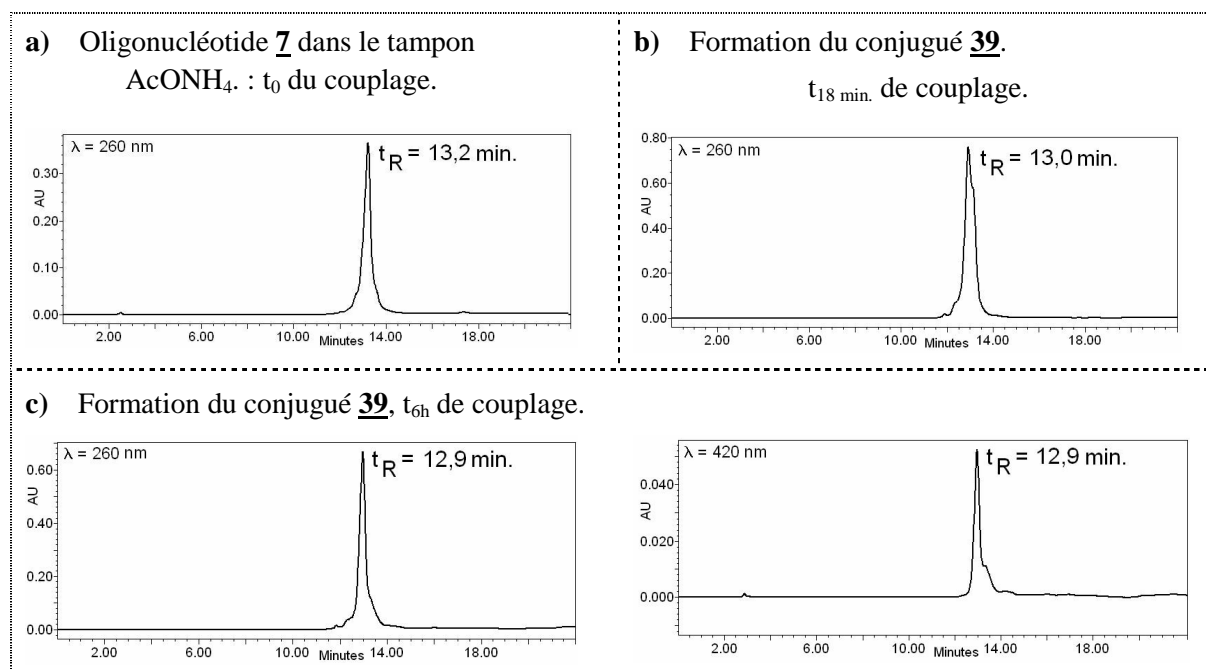 a) Oligonucléotide 7 dans le tampon
AcONH4. : t0 du couplage.
λ = 260 nm
tR = 13,2 min.
AU
0.30
0.20
0.10
0.00
2.00 6.00 10.00 Minutes 14.00 18.00
b) Formation du conjugué 39.
t18 min. de couplage.
λ = 260 nm
tR = 13,0 min.
AU
0.80
0.60
0.40
0.20
0.00
2.00 6.00 10.00 Minutes 14.00 18.00
c) Formation du conjugué 39, t6h de couplage.
λ = 260 nm
tR = 12,9 min.
AU
0.60
0.40
0.20
0.00
2.00 6.00 10.00 Minutes 14.00 18.00
λ = 420 nm
tR = 12,9 min.
AU
0.040
0.020
0.000
2.00 6.00 10.00 Minutes 14.00 18.00